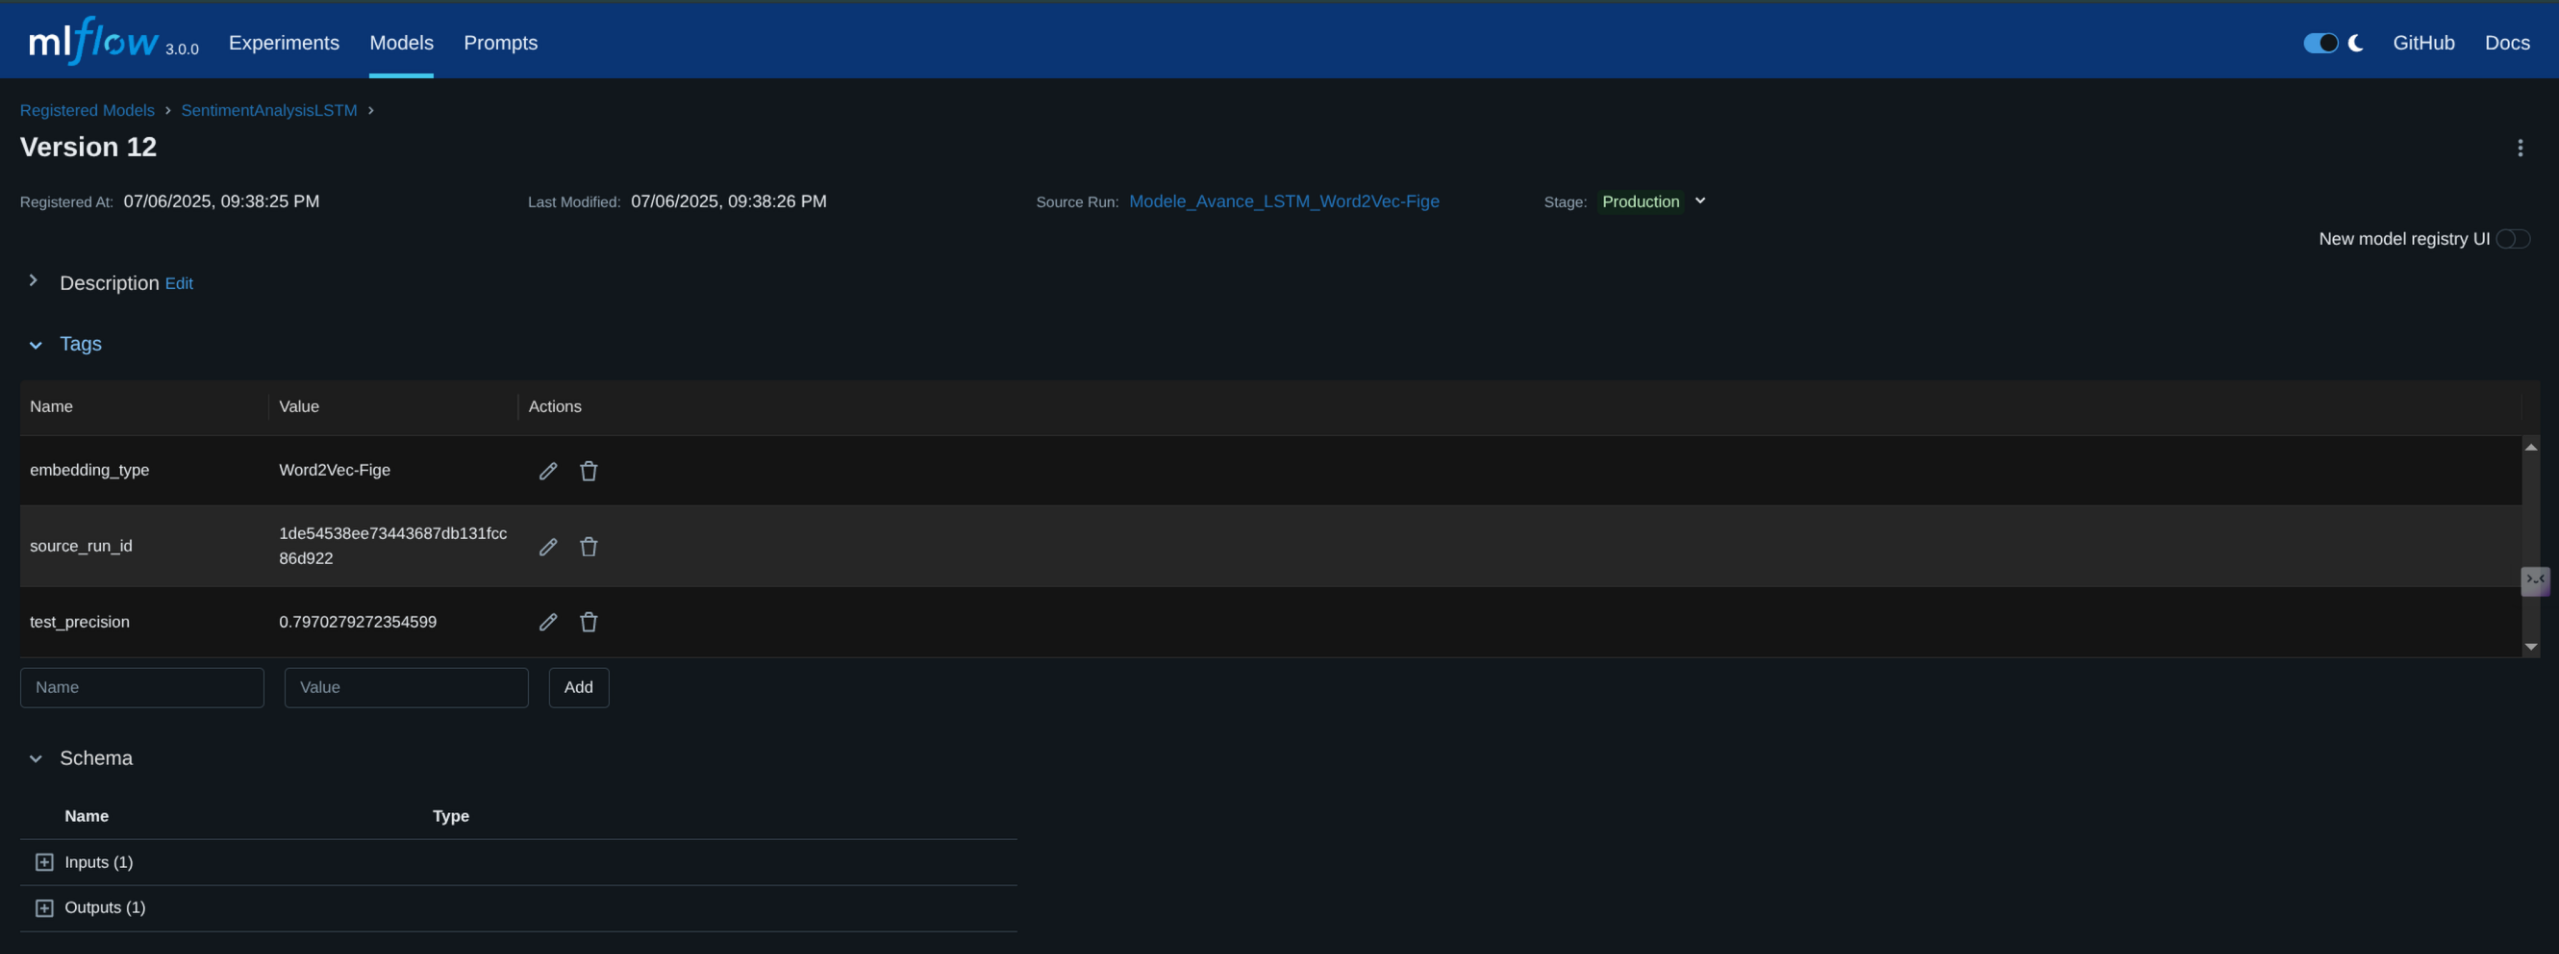 mlflow 3.0.0 Experiments Models Prompts GitHub Docs
Registered Models > SentimentAnalysisLSTM >
Version 12
Registered At: 07/06/2025, 09:38:25 PM Last Modified: 07/06/2025, 09:38:26 PM Source Run: Modele_Avance_LSTM_Word2Vec-Fige Stage: Production
New model registry UI
Description Edit
Tags
Name Value Actions
embedding_type Word2Vec-Fige
source_run_id 1de54538ee73443687db131fcc
86d922
test_precision 0.7970279272354599
Name Value Add
Schema
Name Type
Inputs (1)
Outputs (1)